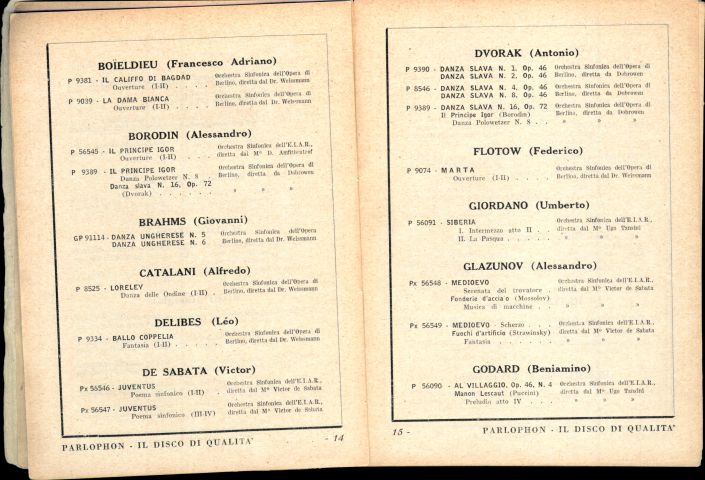 BOÏELDIEU (Francesco Adriano)
P 9381 - IL CALIFFO DI BAGDAD Orchestra Sinfonica dell'Opera di
Ouverture (I-II) . . . . Berlino, diretta dal Dr. Weissmann
P 9039 - LA DAMA BIANCA Orchestra Sinfonica dell'Opera di
Ouverture (I-II) . . . . Berlino, diretta dal Dr. Weissmann
BORODIN (Alessandro)
P 56545 - IL PRINCIPE IGOR Orchestra Sinfonica dell'E.I.A.R.,
Ouverture (I-II) . . . . diretta dal Mº D. Amfitheatrof
P 9389 - IL PRINCIPE IGOR Orchestra Sinfonica dell'Opera di
Danza Polowetzer N. 8 Berlino, diretta da Dobrowen
Danza slava N. 16, Op. 72
(Dvorak) . . . . . . » » »
BRAHMS (Giovanni)
GP 91114 - DANZA UNGHERESE N. 5 Orchestra Sinfonica dell'Opera di
DANZA UNGHERESE N. 6 Berlino, diretta dal Dr. Weissmann
CATALANI (Alfredo)
P 8525 - LORELEY Orchestra Sinfonica dell'Opera di
Danza delle Ondine (I-II) . Berlino, diretta dal Dr. Weissmann
DELIBES (Léo)
P 9334 - BALLO COPPELIA Orchestra Sinfonica dell'Opera di
Fantasia (I-II) . . . . Berlino, diretta dal Dr. Weissmann
DE SABATA (Victor)
Px 56546 - JUVENTUS Orchestra Sinfonica dell'E.I.A.R.,
Poema sinfonico (I-II) . diretta dal Mº Victor de Sabata
Px 56547 - JUVENTUS Orchestra Sinfonica dell'E.I.A.R.,
Poema sinfonico (III-IV) diretta dal Mº Victor de Sabata
PARLOPHON - IL DISCO DI QUALITA' - 14
DVORAK (Antonio)
P 9390 - DANZA SLAVA N. 1, Op. 46 Orchestra Sinfonica dell'Opera di
DANZA SLAVA N. 2, Op. 46 Berlino, diretta da Dobrowen
P 8546 - DANZA SLAVA N. 4, Op. 46 Orchestra Sinfonica dell'Opera di
DANZA SLAVA N. 8, Op. 46 Berlino, diretta da Dobrowen
P 9389 - DANZA SLAVA N. 16, Op. 72 Orchestra Sinfonica dell'Opera di
Il Principe Igor (Borodin) Berlino, diretta da Dobrowen
Danza Polowetzer N. 8 . . » » »
FLOTOW (Federico)
P 9074 - MARTA Orchestra Sinfonica dell'Opera di
Ouverture (I-II) . . . . Berlino, diretta dal Dr. Weissmann
GIORDANO (Umberto)
P 56091 - SIBERIA Orchestra Sinfonica dell'E.I.A.R.,
I. Intermezzo atto II . . diretta dal Mº Ugo Tansini
II. La Pasqua . . . . . » » »
GLAZUNOV (Alessandro)
Px 56548 - MEDIOEVO Orchestra Sinfonica dell'E.I.A.R.,
Serenata del trovatore . diretta dal Mº Victor de Sabata
Fonderie d'acciaio (Mossolov)
Musica di macchine . . . » » »
Px 56549 - MEDIOEVO - Scherzo . . Orchestra Sinfonica dell'E.I.A.R.,
Fuochi d'artificio (Strawinsky) diretta dal Mº Victor de Sabata
Fantasia . . . . . . » » »
GODARD (Beniamino)
P 56090 - AL VILLAGGIO, Op. 46, N. 4 Orchestra Sinfonica dell'E.I.A.R.,
Manon Lescaut (Puccini) diretta dal Mº Ugo Tansini
Preludio atto IV . . . . » » »
15 - PARLOPHON - IL DISCO DI QUALITA'